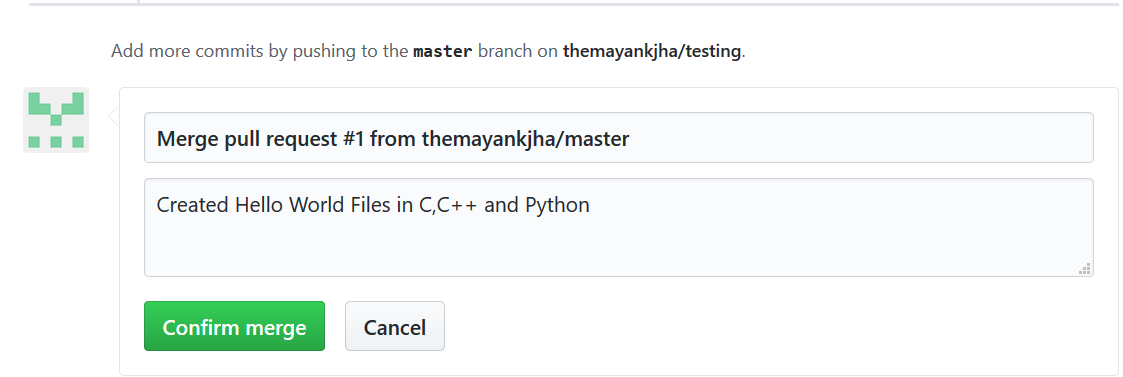 Add more commits by pushing to the master branch on themayankjha/testing.
Merge pull request #1 from themayankjha/master
Created Hello World Files in C,C++ and Python
Confirm merge
Cancel